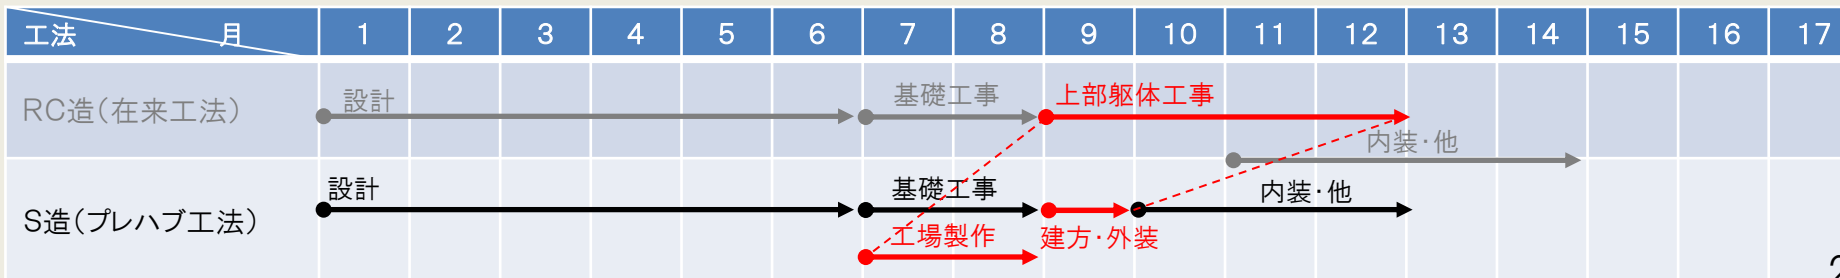 工法 月 1 2 3 4 5 6 7 8 9 10 11 12 13 14 15 16 17
RC造(在来工法) 設計 基礎工事 上部躯体工事
内装・他
S造(プレハブ工法) 設計 基礎工事 内装・他
工場製作 建方・外装